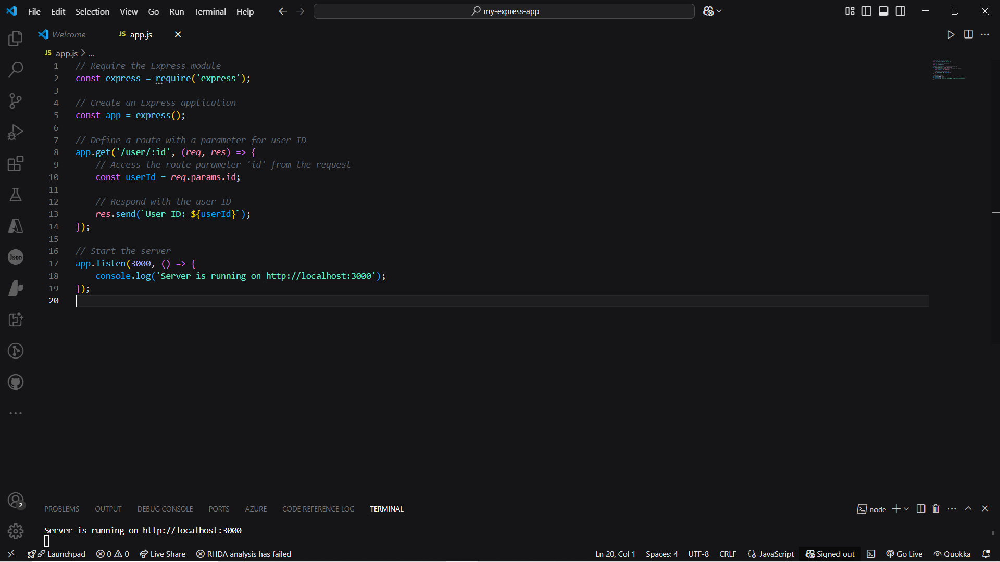 File Edit Selection View Go Run Terminal Help my-express-app
Welcome JS app.js
JS app.js > ...
1 // Require the Express module
2 const express = require('express');
3
4 // Create an Express application
5 const app = express();
6
7 // Define a route with a parameter for user ID
8 app.get('/user/:id', (req, res) => {
9 // Access the route parameter 'id' from the request
10 const userId = req.params.id;
11
12 // Respond with the user ID
13 res.send(`User ID: ${userId}`);
14 });
15
16 // Start the server
17 app.listen(3000, () => {
18 console.log('Server is running on http://localhost:3000');
19 });
20
Json
2
PROBLEMS OUTPUT DEBUG CONSOLE PORTS AZURE CODE REFERENCE LOG TERMINAL node
Server is running on http://localhost:3000
Launchpad 0 0 Live Share RHDA analysis has failed Ln 20, Col 1 Spaces: 4 UTF-8 CRLF {} JavaScript Signed out Go Live Quokka